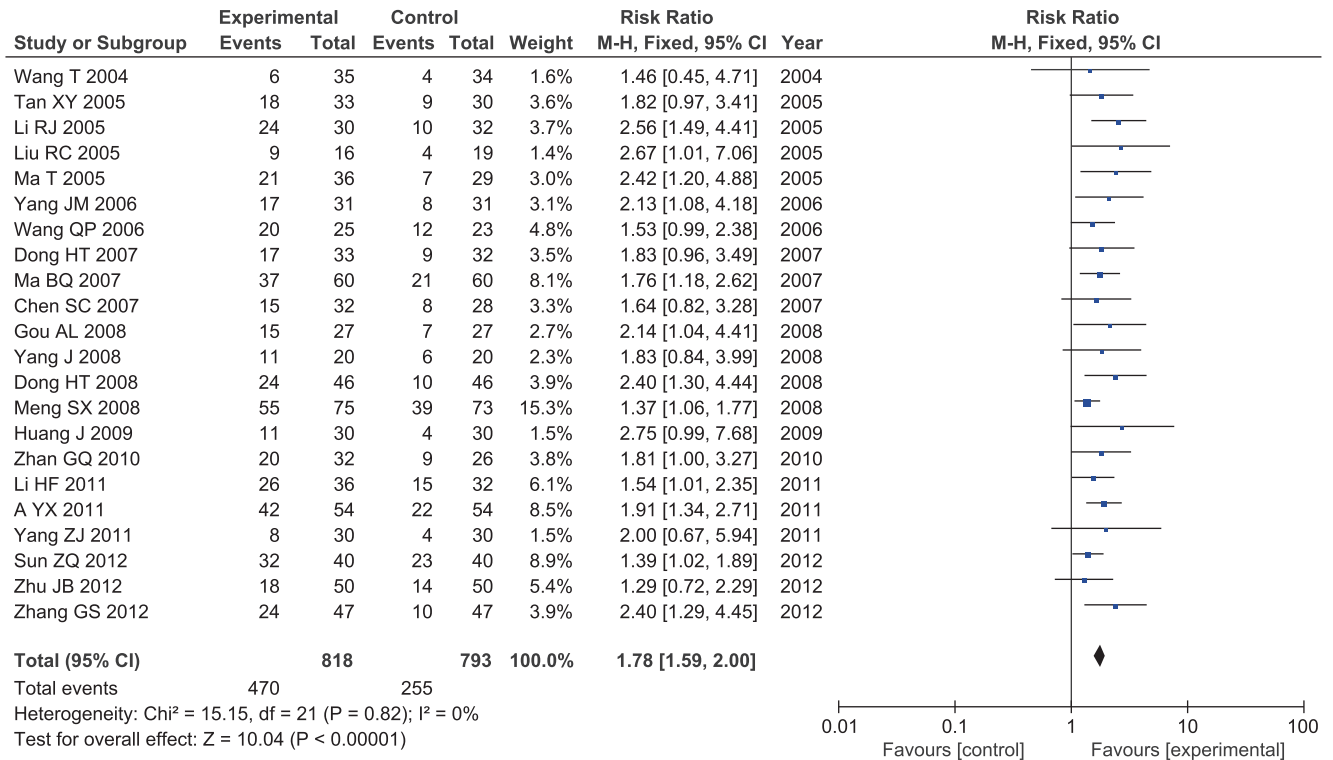 Experimental Control Risk Ratio Risk Ratio
Study or Subgroup Events Total Events Total Weight M-H, Fixed, 95% CI Year M-H, Fixed, 95% CI
Wang T 2004 6 35 4 34 1.6% 1.46 [0.45, 4.71] 2004
Tan XY 2005 18 33 9 30 3.6% 1.82 [0.97, 3.41] 2005
Li RJ 2005 24 30 10 32 3.7% 2.56 [1.49, 4.41] 2005
Liu RC 2005 9 16 4 19 1.4% 2.67 [1.01, 7.06] 2005
Ma T 2005 21 36 7 29 3.0% 2.42 [1.20, 4.88] 2005
Yang JM 2006 17 31 8 31 3.1% 2.13 [1.08, 4.18] 2006
Wang QP 2006 20 25 12 23 4.8% 1.53 [0.99, 2.38] 2006
Dong HT 2007 17 33 9 32 3.5% 1.83 [0.96, 3.49] 2007
Ma BQ 2007 37 60 21 60 8.1% 1.76 [1.18, 2.62] 2007
Chen SC 2007 15 32 8 28 3.3% 1.64 [0.82, 3.28] 2007
Gou AL 2008 15 27 7 27 2.7% 2.14 [1.04, 4.41] 2008
Yang J 2008 11 20 6 20 2.3% 1.83 [0.84, 3.99] 2008
Dong HT 2008 24 46 10 46 3.9% 2.40 [1.30, 4.44] 2008
Meng SX 2008 55 75 39 73 15.3% 1.37 [1.06, 1.77] 2008
Huang J 2009 11 30 4 30 1.5% 2.75 [0.99, 7.68] 2009
Zhan GQ 2010 20 32 9 26 3.8% 1.81 [1.00, 3.27] 2010
Li HF 2011 26 36 15 32 6.1% 1.54 [1.01, 2.35] 2011
A YX 2011 42 54 22 54 8.5% 1.91 [1.34, 2.71] 2011
Yang ZJ 2011 8 30 4 30 1.5% 2.00 [0.67, 5.94] 2011
Sun ZQ 2012 32 40 23 40 8.9% 1.39 [1.02, 1.89] 2012
Zhu JB 2012 18 50 14 50 5.4% 1.29 [0.72, 2.29] 2012
Zhang GS 2012 24 47 10 47 3.9% 2.40 [1.29, 4.45] 2012
Total (95% CI) 818 793 100.0% 1.78 [1.59, 2.00]
Total events 470 255
Heterogeneity: Chi² = 15.15, df = 21 (P = 0.82); I² = 0%
Test for overall effect: Z = 10.04 (P < 0.00001)
0.01 0.1 1 10 100
Favours [control] Favours [experimental]